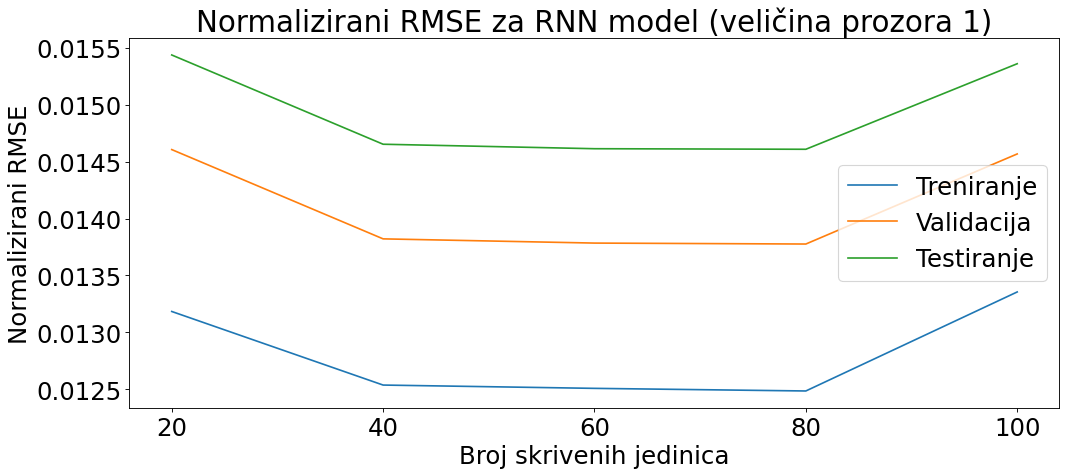 Normalizirani RMSE za RNN model (veličina prozora 1)
Normalizirani RMSE
0.0155
0.0150
0.0145
0.0140
0.0135
0.0130
0.0125
Treniranje
Validacija
Testiranje
20 40 60 80 100
Broj skrivenih jedinica